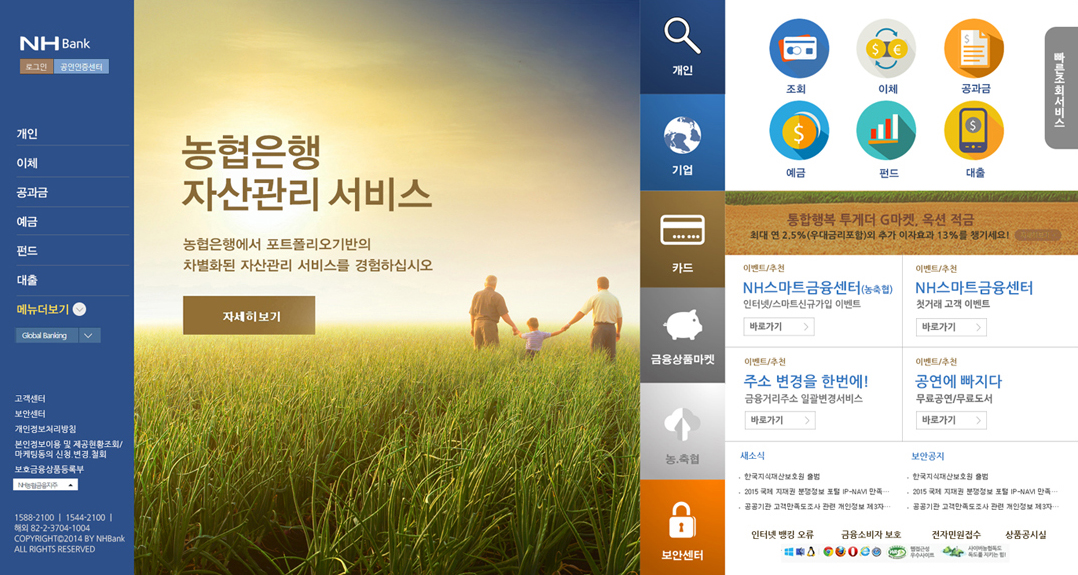 NH Bank
로그인 공인인증센터
개인
이체
공과금
예금
펀드
대출
메뉴더보기
Global Banking
고객센터
보안센터
개인정보처리방침
본인정보이용 및 제공현황조회/
마케팅동의 신청.변경.철회
보호금융상품등록부
NH농협금융지주
1588-2100 | 1544-2100 |
해외 82-2-3704-1004
COPYRIGHT©2014 BY NHBank
ALL RIGHTS RESERVED
농협은행
자산관리 서비스
농협은행에서 포트폴리오기반의
차별화된 자산관리 서비스를 경험하십시오
자세히보기
개인
기업
카드
금융상품마켓
농.축협
보안센터
조회 이체 공과금
예금 펀드 대출
빠른조회서비스
통합행복 투게더 G마켓, 옥션 적금
최대 연 2.5%(우대금리포함)외 추가 이자효과 13%를 챙기세요!
이벤트/추천
NH스마트금융센터(농축협)
인터넷/스마트신규가입 이벤트
바로가기
이벤트/추천
NH스마트금융센터
첫거래 고객 이벤트
바로가기
이벤트/추천
주소 변경을 한번에!
금융거리주소 일괄변경서비스
바로가기
이벤트/추천
공연에 빠지다
무료공연/무료도서
바로가기
새소식
· 한국지식재산보호원 출범
· 2015 국제 지재권 분쟁정보 포털 IP-NAVI 만족…
· 공공기관 고객만족도조사 관련 개인정보 제3자…
보안공지
· 한국지식재산보호원 출범
· 2015 국제 지재권 분쟁정보 포털 IP-NAVI 만족…
· 공공기관 고객만족도조사 관련 개인정보 제3자…
인터넷 뱅킹 오류 금융소비자 보호 전자민원접수 상품공시실